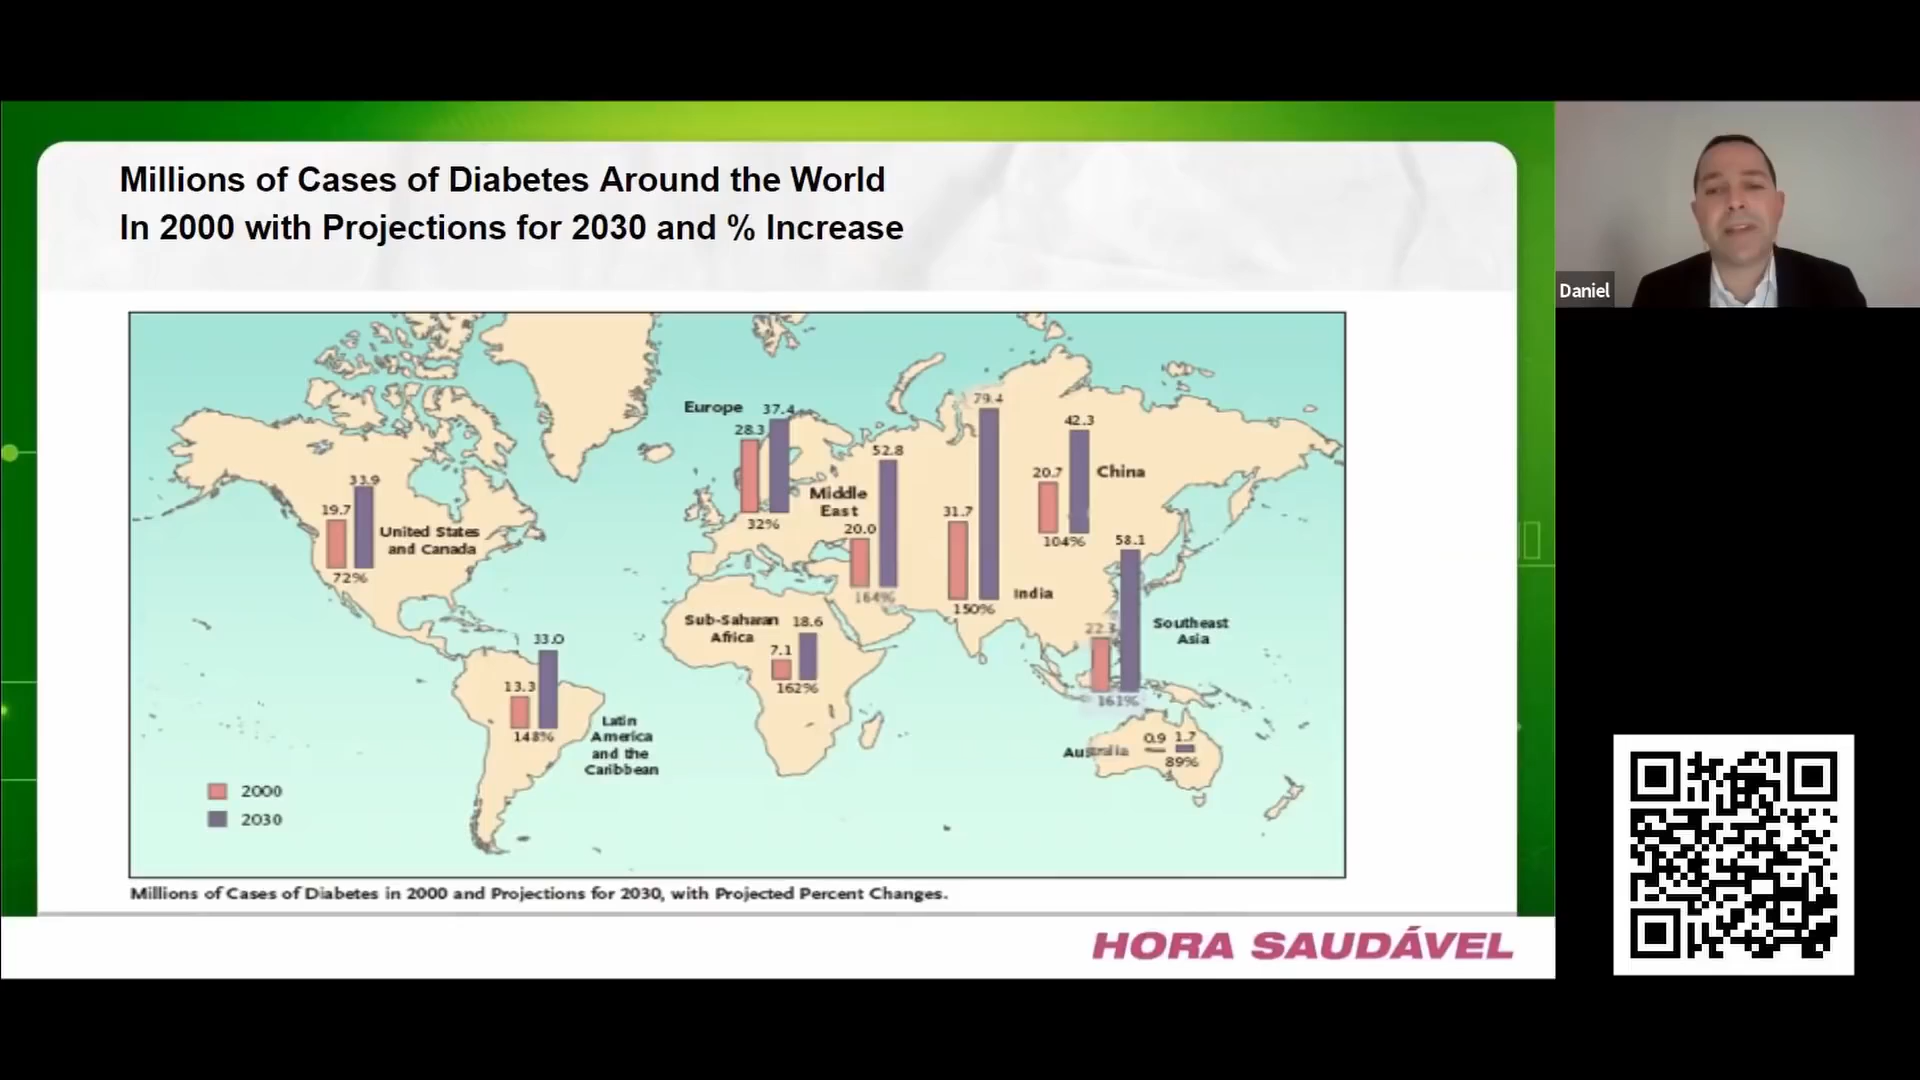 Millions of Cases of Diabetes Around the World
In 2000 with Projections for 2030 and % Increase
Daniel
Europe
37.4
28.3
32%
79.4
42.3
20.7
China
104%
52.8
Middle
East
20.0
164%
31.7
India
150%
33.9
19.7
United States
and Canada
72%
58.1
22.3
Southeast
Asia
161%
Sub-Saharan
Africa
18.6
7.1
162%
33.0
13.3
148%
Latin
America
and the
Caribbean
Australia
0.9
1.7
89%
2000
2030
Millions of Cases of Diabetes in 2000 and Projections for 2030, with Projected Percent Changes.
HORA SAUDÁVEL